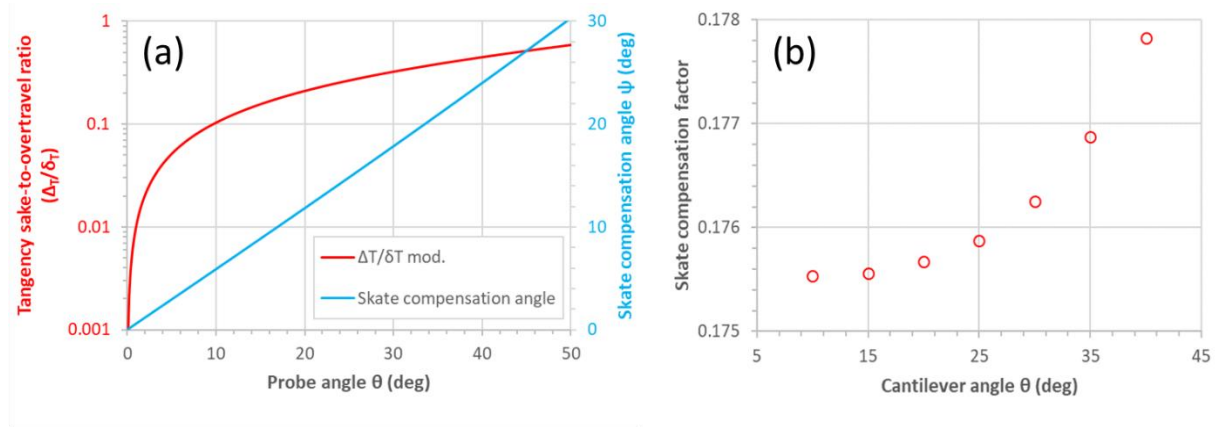 (a)
Tangency sake-to-overtravel ratio
(ΔT/δT)
1
0.1
0.01
0.001
30
20
10
0
Skate compensation angle ψ (deg)
ΔT/δT mod.
Skate compensation angle
0 10 20 30 40 50
Probe angle θ (deg)
(b)
Skate compensation factor
0.178
0.177
0.176
0.175
5 15 25 35 45
Cantilever angle θ (deg)